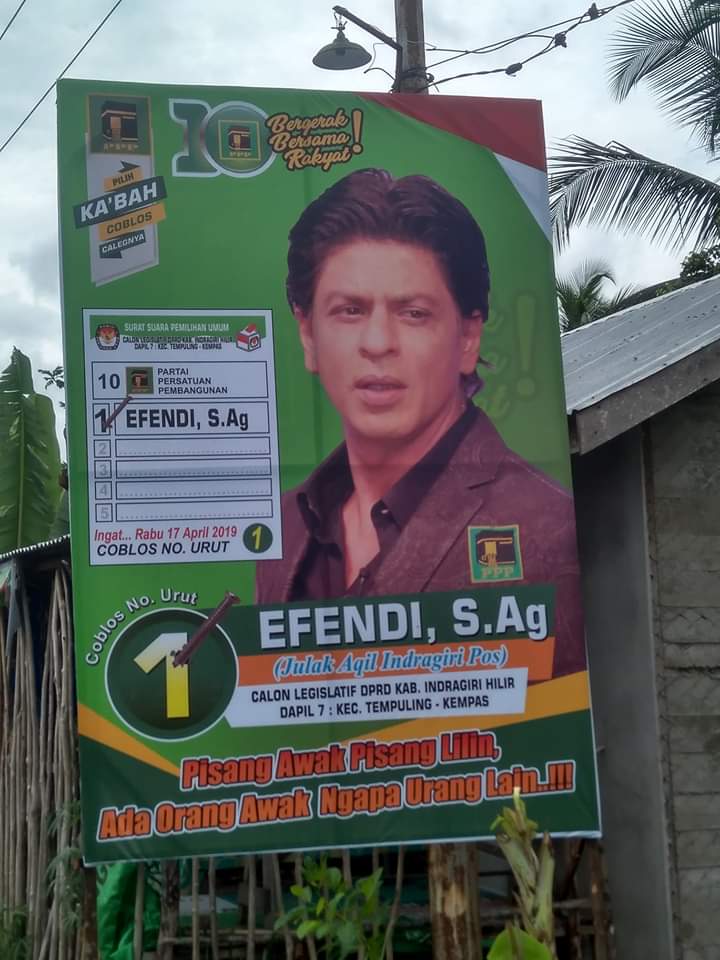 10
Bergerak
Bersama
Rakyat!
PILIH
KA'BAH
COBLOS
CALEGNYA
SURAT SUARA PEMILIHAN UMUM
CALON LEGISLATIF DPRD KAB. INDRAGIRI HILIR
DAPIL 7 : KEC. TEMPULING - KEMPAS
10 PARTAI
PERSATUAN
PEMBANGUNAN
1 EFENDI, S.Ag
2
3
4
5
Ingat... Rabu 17 April 2019
COBLOS NO. URUT 1
PPP
Coblos No. Urut
1
EFENDI, S.Ag
(Julak Aqil Indragiri Pos)
CALON LEGISLATIF DPRD KAB. INDRAGIRI HILIR
DAPIL 7 : KEC. TEMPULING - KEMPAS
Pisang Awak Pisang Lilin,
Ada Orang Awak Ngapa Urang Lain..!!!